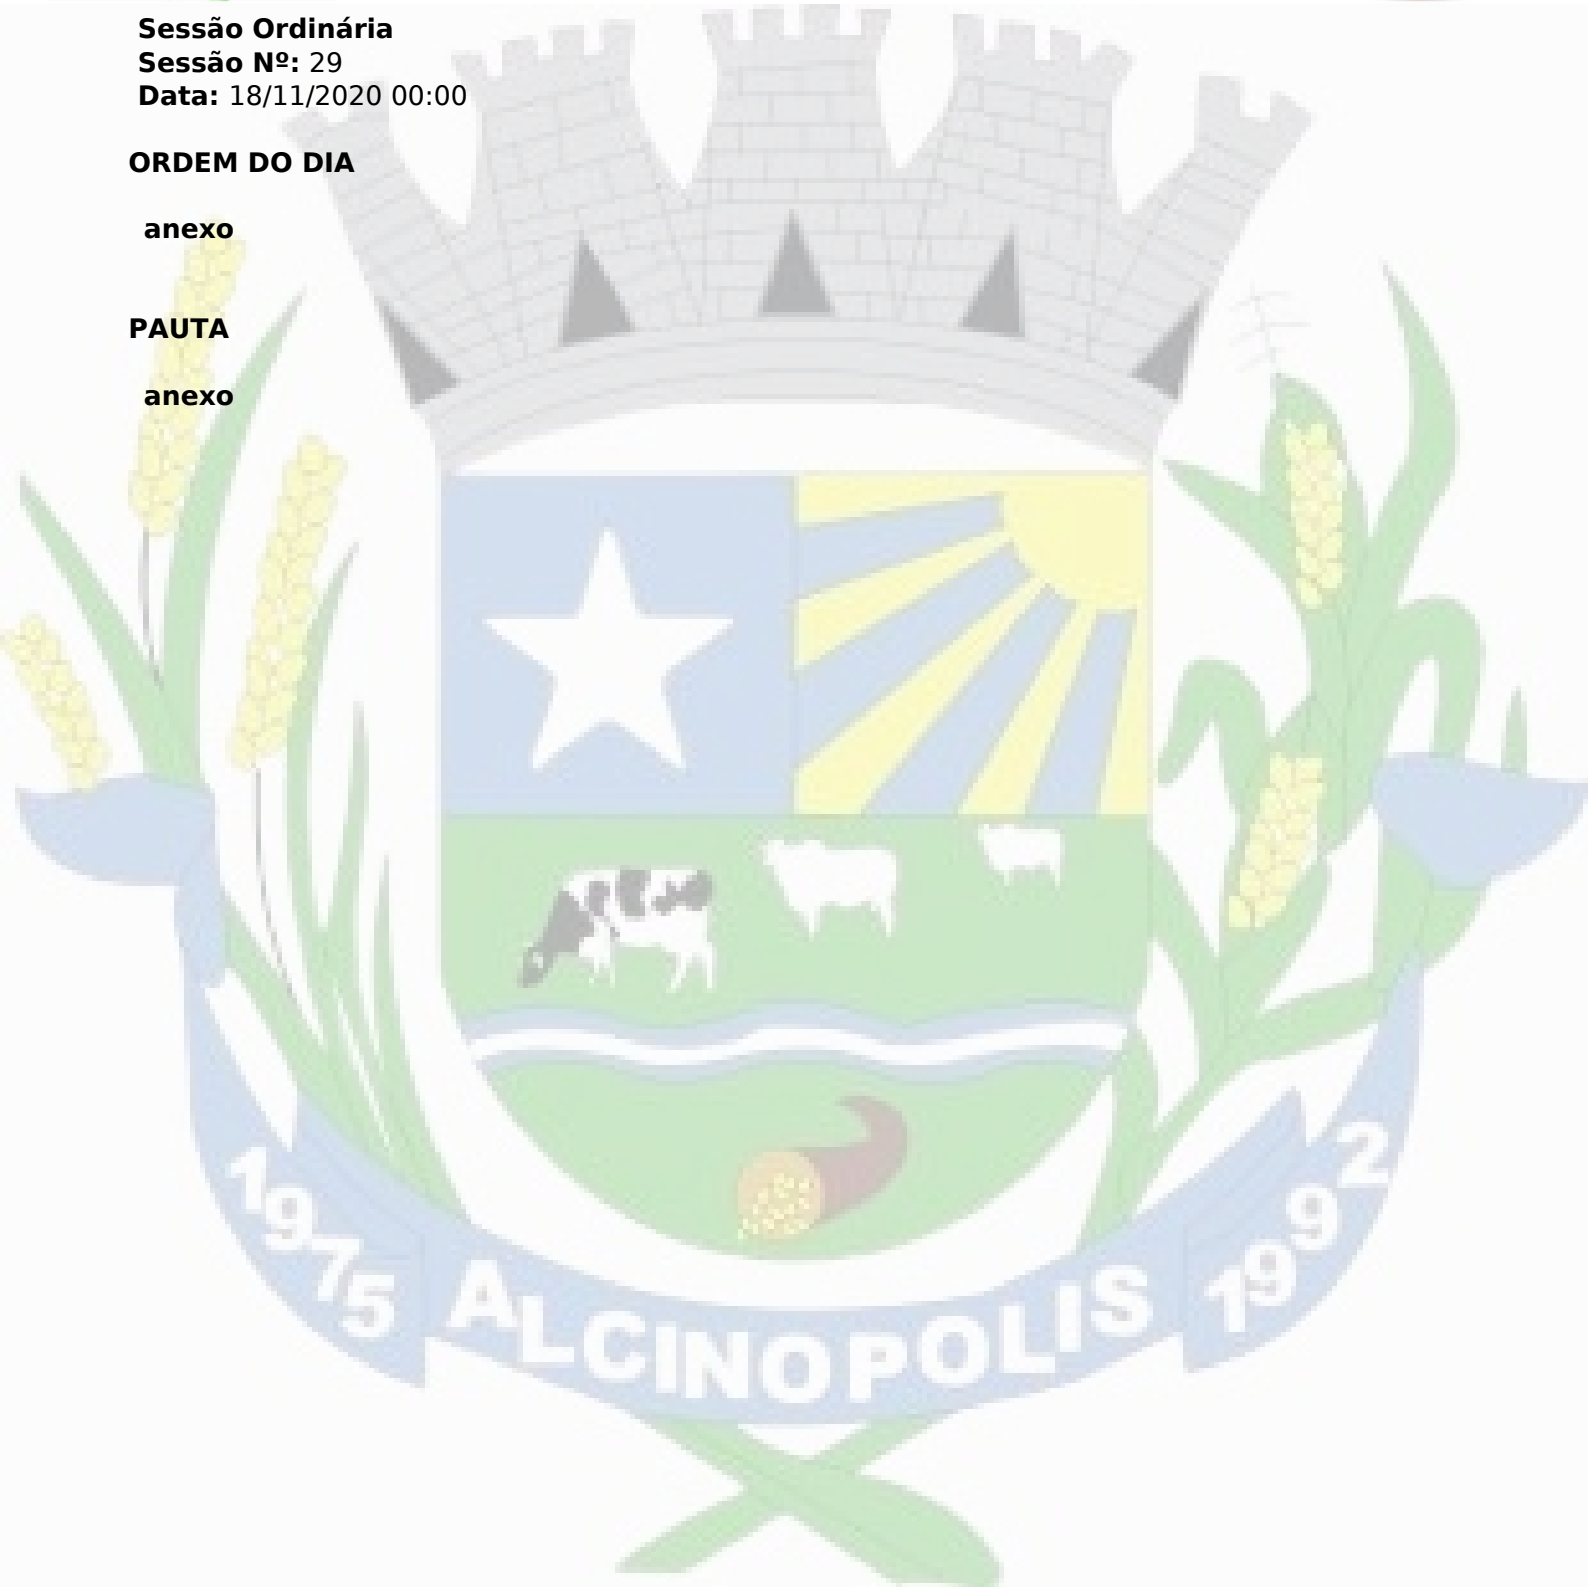 Sessão Ordinária
Sessão Nº: 29
Data: 18/11/2020 00:00
ORDEM DO DIA
anexo
PAUTA
anexo
1975 ALCINOPOLIS 1992